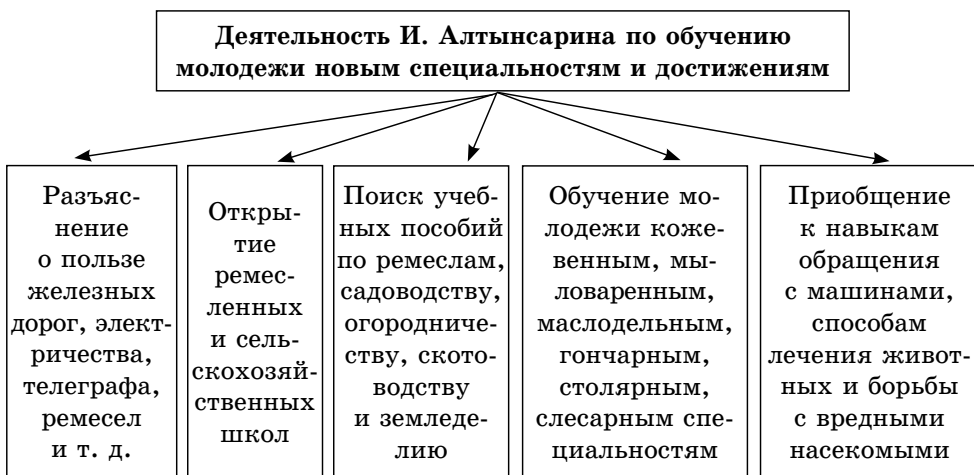 Деятельность И. Алтынсарина по обучению
молодежи новым специальностям и достижениям
Разъяс-
нение
о пользе
железных
дорог, элект-
ричества,
телеграфа,
ремесел
и т. д.
Откры-
тие
ремес-
ленных
и сель-
скохозяй-
ственных
школ
Поиск учеб-
ных пособий
по ремеслам,
садоводству,
огородниче-
ству, ското-
водству
и земледе-
лию
Обучение мо-
лодежи коже-
венным, мы-
ловаренным,
маслодельным,
гончарным,
столярным,
слесарным спе-
циальностям
Приобщение
к навыкам
обращения
с машинами,
способам
лечения живот-
ных и борьбы
с вредными
насекомыми